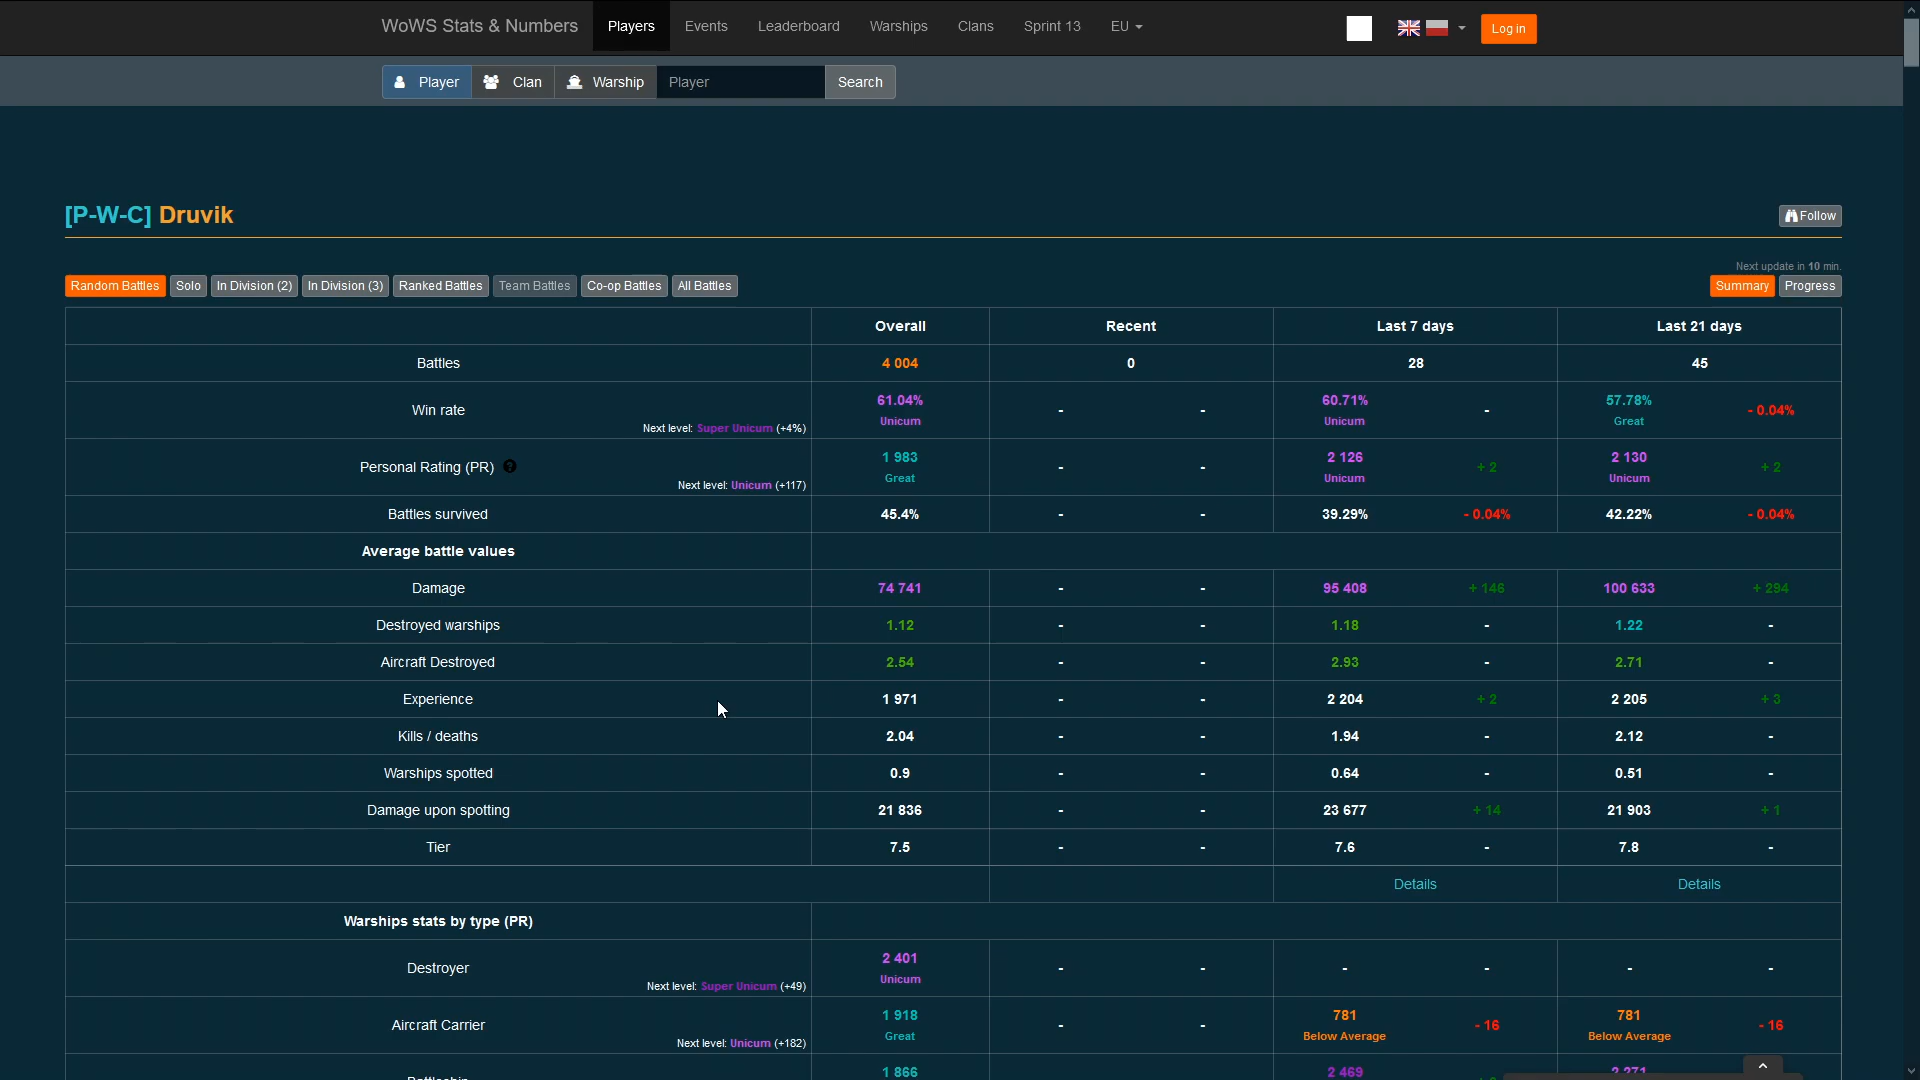 WoWS Stats & Numbers Players Events Leaderboard Warships Clans Sprint 13 EU Log in
Player Clan Warship Player Search
[P-W-C] Druvik
Follow
Next update in 10 min.
Random Battles Solo In Division (2) In Division (3) Ranked Battles Team Battles Co-op Battles All Battles Summary Progress
Overall Recent Last 7 days Last 21 days
Battles 4 004 0 28 45
Win rate 61.04% 60.71% - 57.78% - 0.04%
Unicum - - Unicum Great
Next level: Super Unicum (+4%)
Personal Rating (PR) ? 1 983 - - 2 126 + 2 2 130 + 2
Great Unicum Unicum
Next level: Unicum (+117)
Battles survived 45.4% - - 39.29% - 0.04% 42.22% - 0.04%
Average battle values
Damage 74 741 - - 95 408 + 146 100 633 + 294
Destroyed warships 1.12 - - 1.18 - 1.22 -
Aircraft Destroyed 2.54 - - 2.93 - 2.71 -
Experience 1 971 - - 2 204 + 2 2 205 + 3
Kills / deaths 2.04 - - 1.94 - 2.12 -
Warships spotted 0.9 - - 0.64 - 0.51 -
Damage upon spotting 21 836 - - 23 677 + 14 21 903 + 1
Tier 7.5 - - 7.6 - 7.8 -
Details Details
Warships stats by type (PR)
Destroyer 2 401 - - - - - -
Unicum
Next level: Super Unicum (+49)
Aircraft Carrier 1 918 - - 781 - 16 781 - 16
Great Below Average Below Average
Next level: Unicum (+182)
Battleship 1 866 2 469 2 271